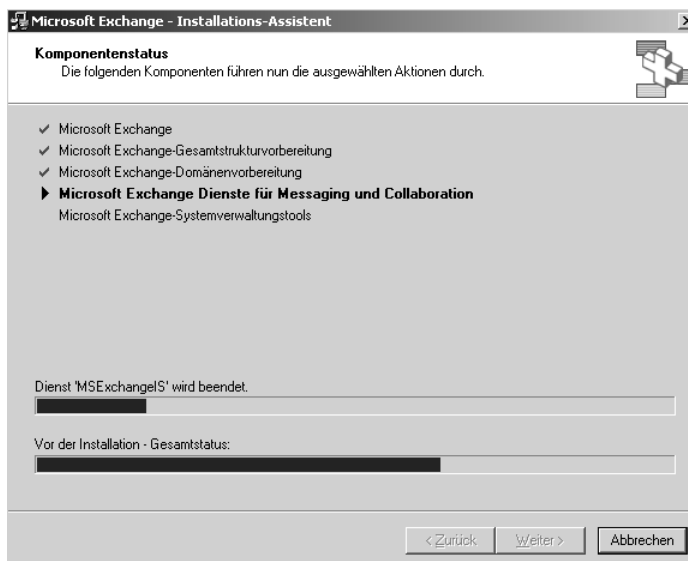 Microsoft Exchange - Installations-Assistent
Komponentenstatus
Die folgenden Komponenten führen nun die ausgewählten Aktionen durch.
Microsoft Exchange
Microsoft Exchange-Gesamtstrukturvorbereitung
Microsoft Exchange-Domänenvorbereitung
Microsoft Exchange Dienste für Messaging und Collaboration
Microsoft Exchange-Systemverwaltungstools
Dienst 'MSExchangeIS' wird beendet.
Vor der Installation - Gesamtstatus:
< Zurück Weiter > Abbrechen